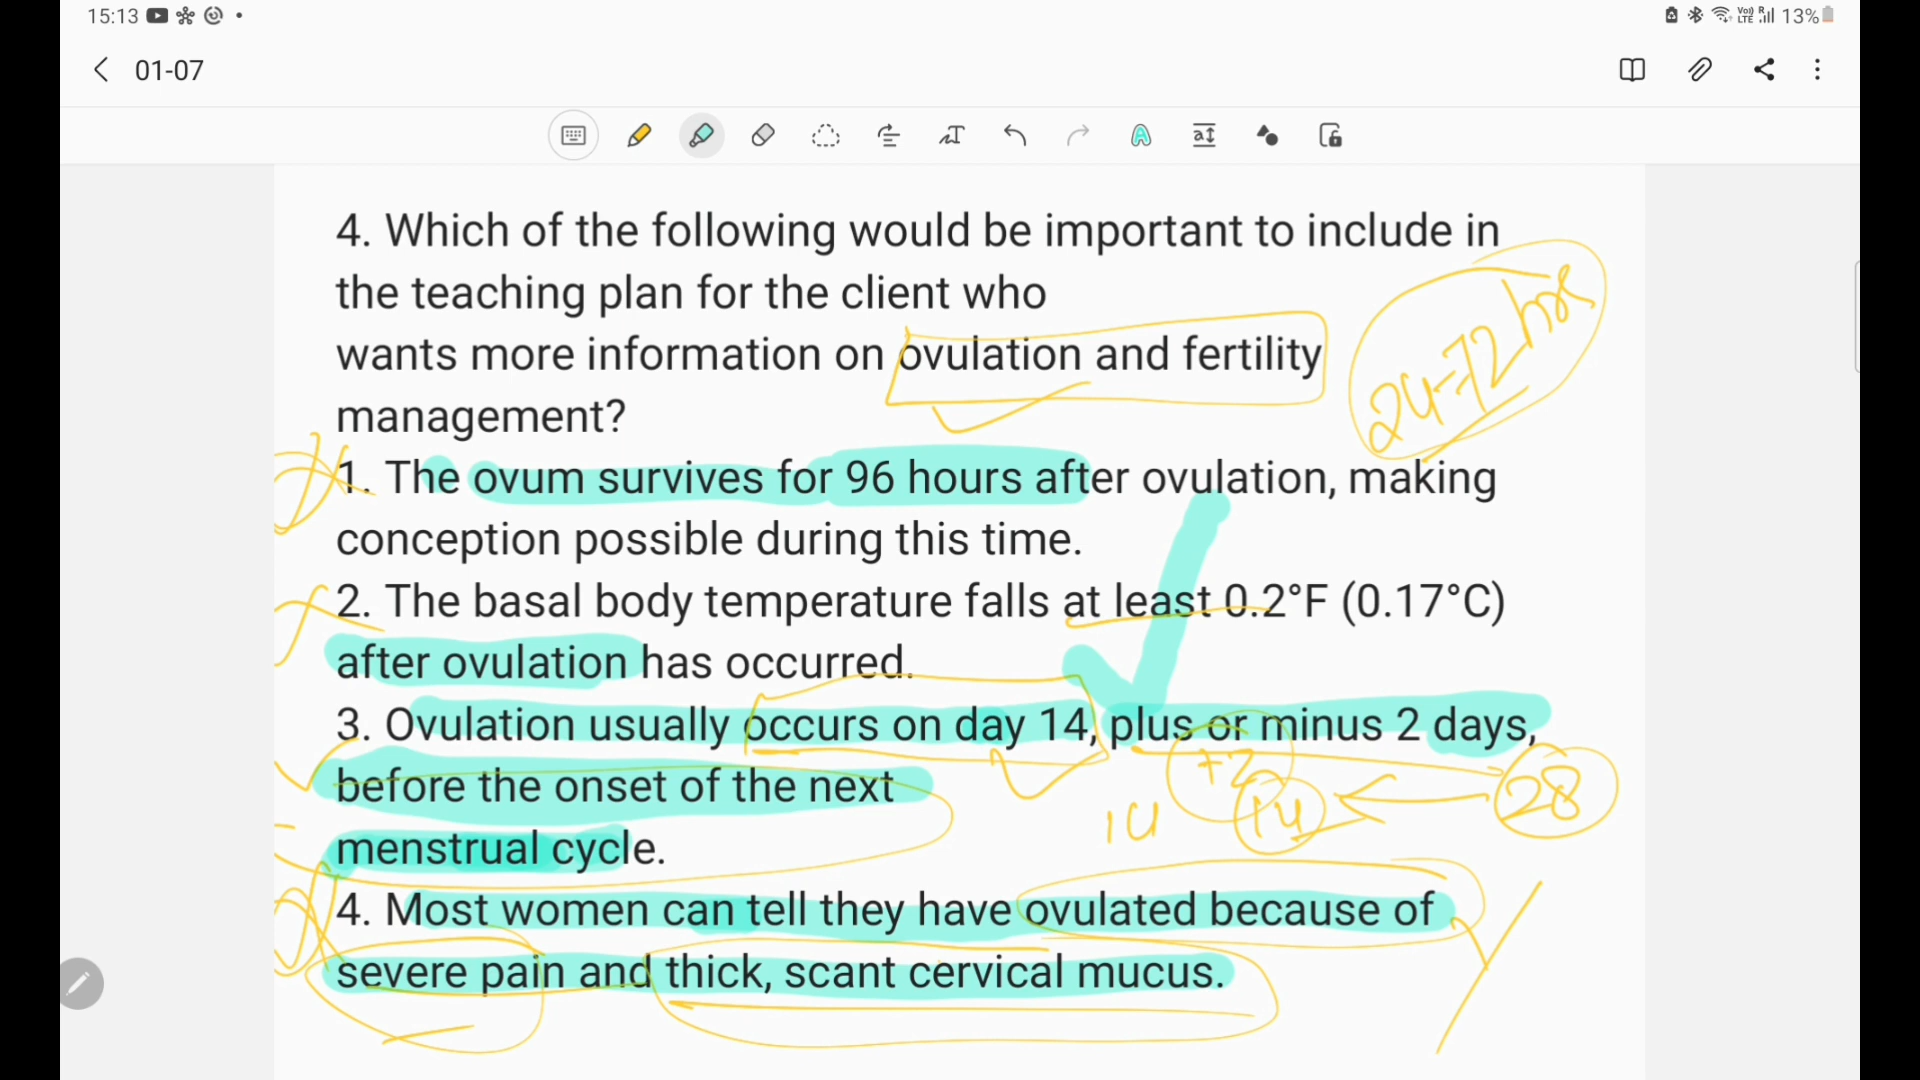 15:13
Vo)) LTE R 13%
01-07
4. Which of the following would be important to include in
the teaching plan for the client who
wants more information on ovulation and fertility
management?
24-72 hrs
1. The ovum survives for 96 hours after ovulation, making
conception possible during this time.
2. The basal body temperature falls at least 0.2°F (0.17°C)
after ovulation has occurred.
3. Ovulation usually occurs on day 14, plus or minus 2 days,
before the onset of the next
+2
14 14 28
menstrual cycle.
4. Most women can tell they have ovulated because of
severe pain and thick, scant cervical mucus.